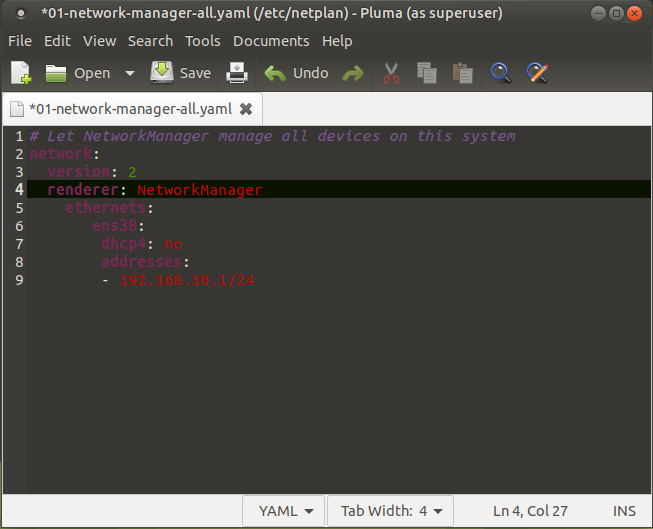 *01-network-manager-all.yaml (/etc/netplan) - Pluma (as superuser)
File Edit View Search Tools Documents Help
Open Save Undo
*01-network-manager-all.yaml
1 # Let NetworkManager manage all devices on this system
2 network:
3   version: 2
4   renderer: NetworkManager
5     ethernets:
6        ens38:
7         dhcp4: no
8         addresses:
9         - 192.168.10.1/24
YAML Tab Width: 4 Ln 4, Col 27 INS